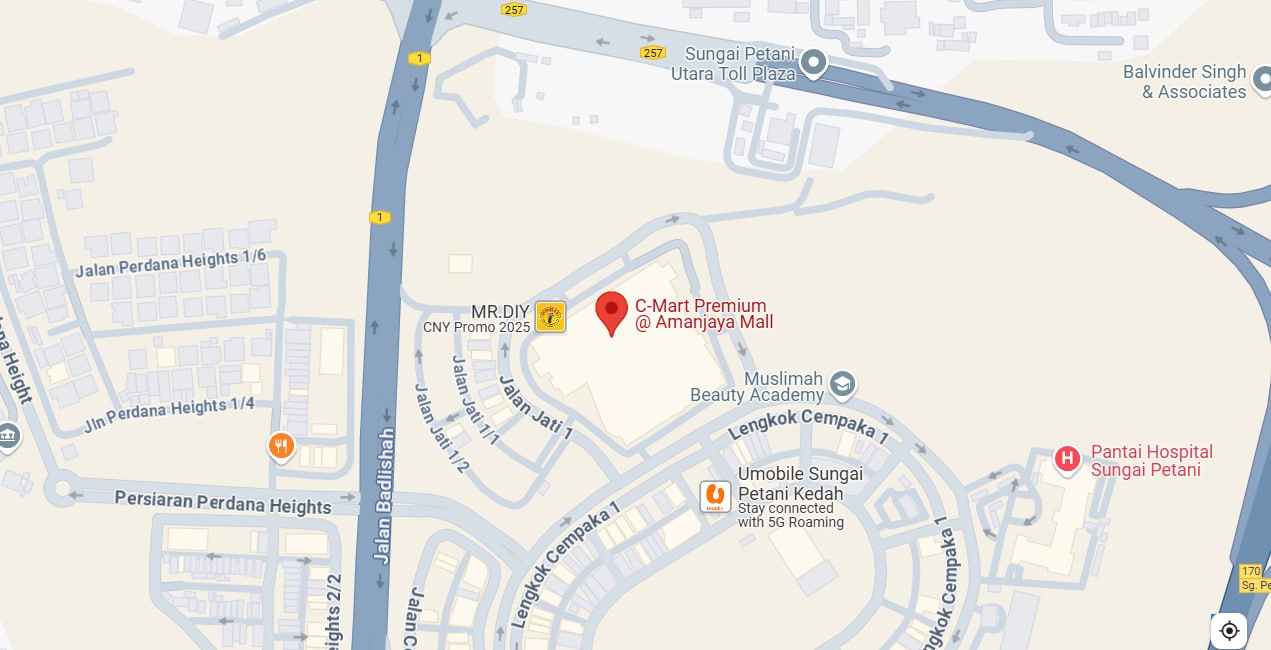 257
1
257
Sungai Petani
Utara Toll Plaza
Balvinder Singh
& Associates
1
Jalan Perdana Heights 1/6
MR.DIY
CNY Promo 2025
C-Mart Premium
@ Amanjaya Mall
Muslimah
Beauty Academy
Jalan Jati 1
Jalan Jati 1/1
Jalan Jati 1/2
Jln Perdana Heights 1/4
Lengkok Cempaka 1
Pantai Hospital
Sungai Petani
H
Umobile Sungai
Petani Kedah
Stay connected
with 5G Roaming
Persiaran Perdana Heights
Jalan Badlishah
Lengkok Cempaka 1
170
Sg. Pe
eights 2/2
Jalan C
ngkok Cempaka 1